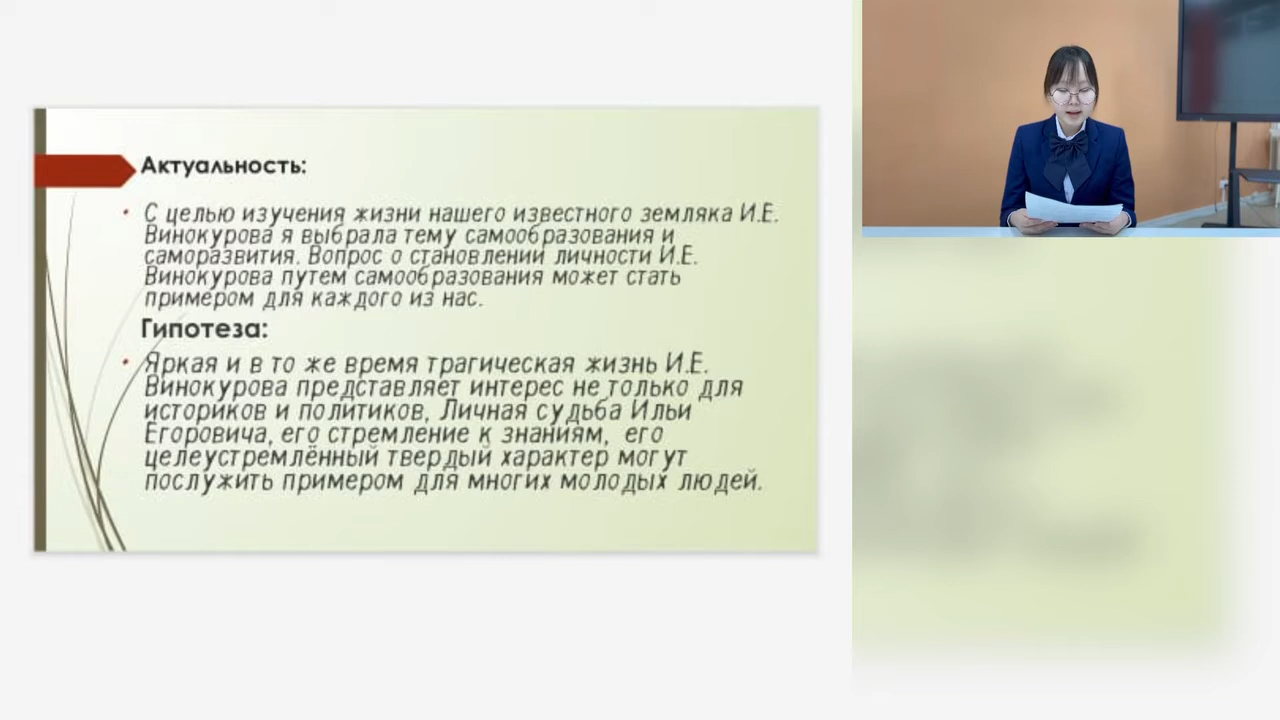 Актуальность:
С целью изучения жизни нашего известного земляка И.Е.
Винокурова я выбрала тему самообразования и
саморазвития. Вопрос о становлении личности И.Е.
Винокурова путем самообразования может стать
примером для каждого из нас.
Гипотеза:
Яркая и в то же время трагическая жизнь И.Е.
Винокурова представляет интерес не только для
историков и политиков, Личная судьба Ильи
Егоровича, его стремление к знаниям, его
целеустремлённый твердый характер могут
послужить примером для многих молодых людей.